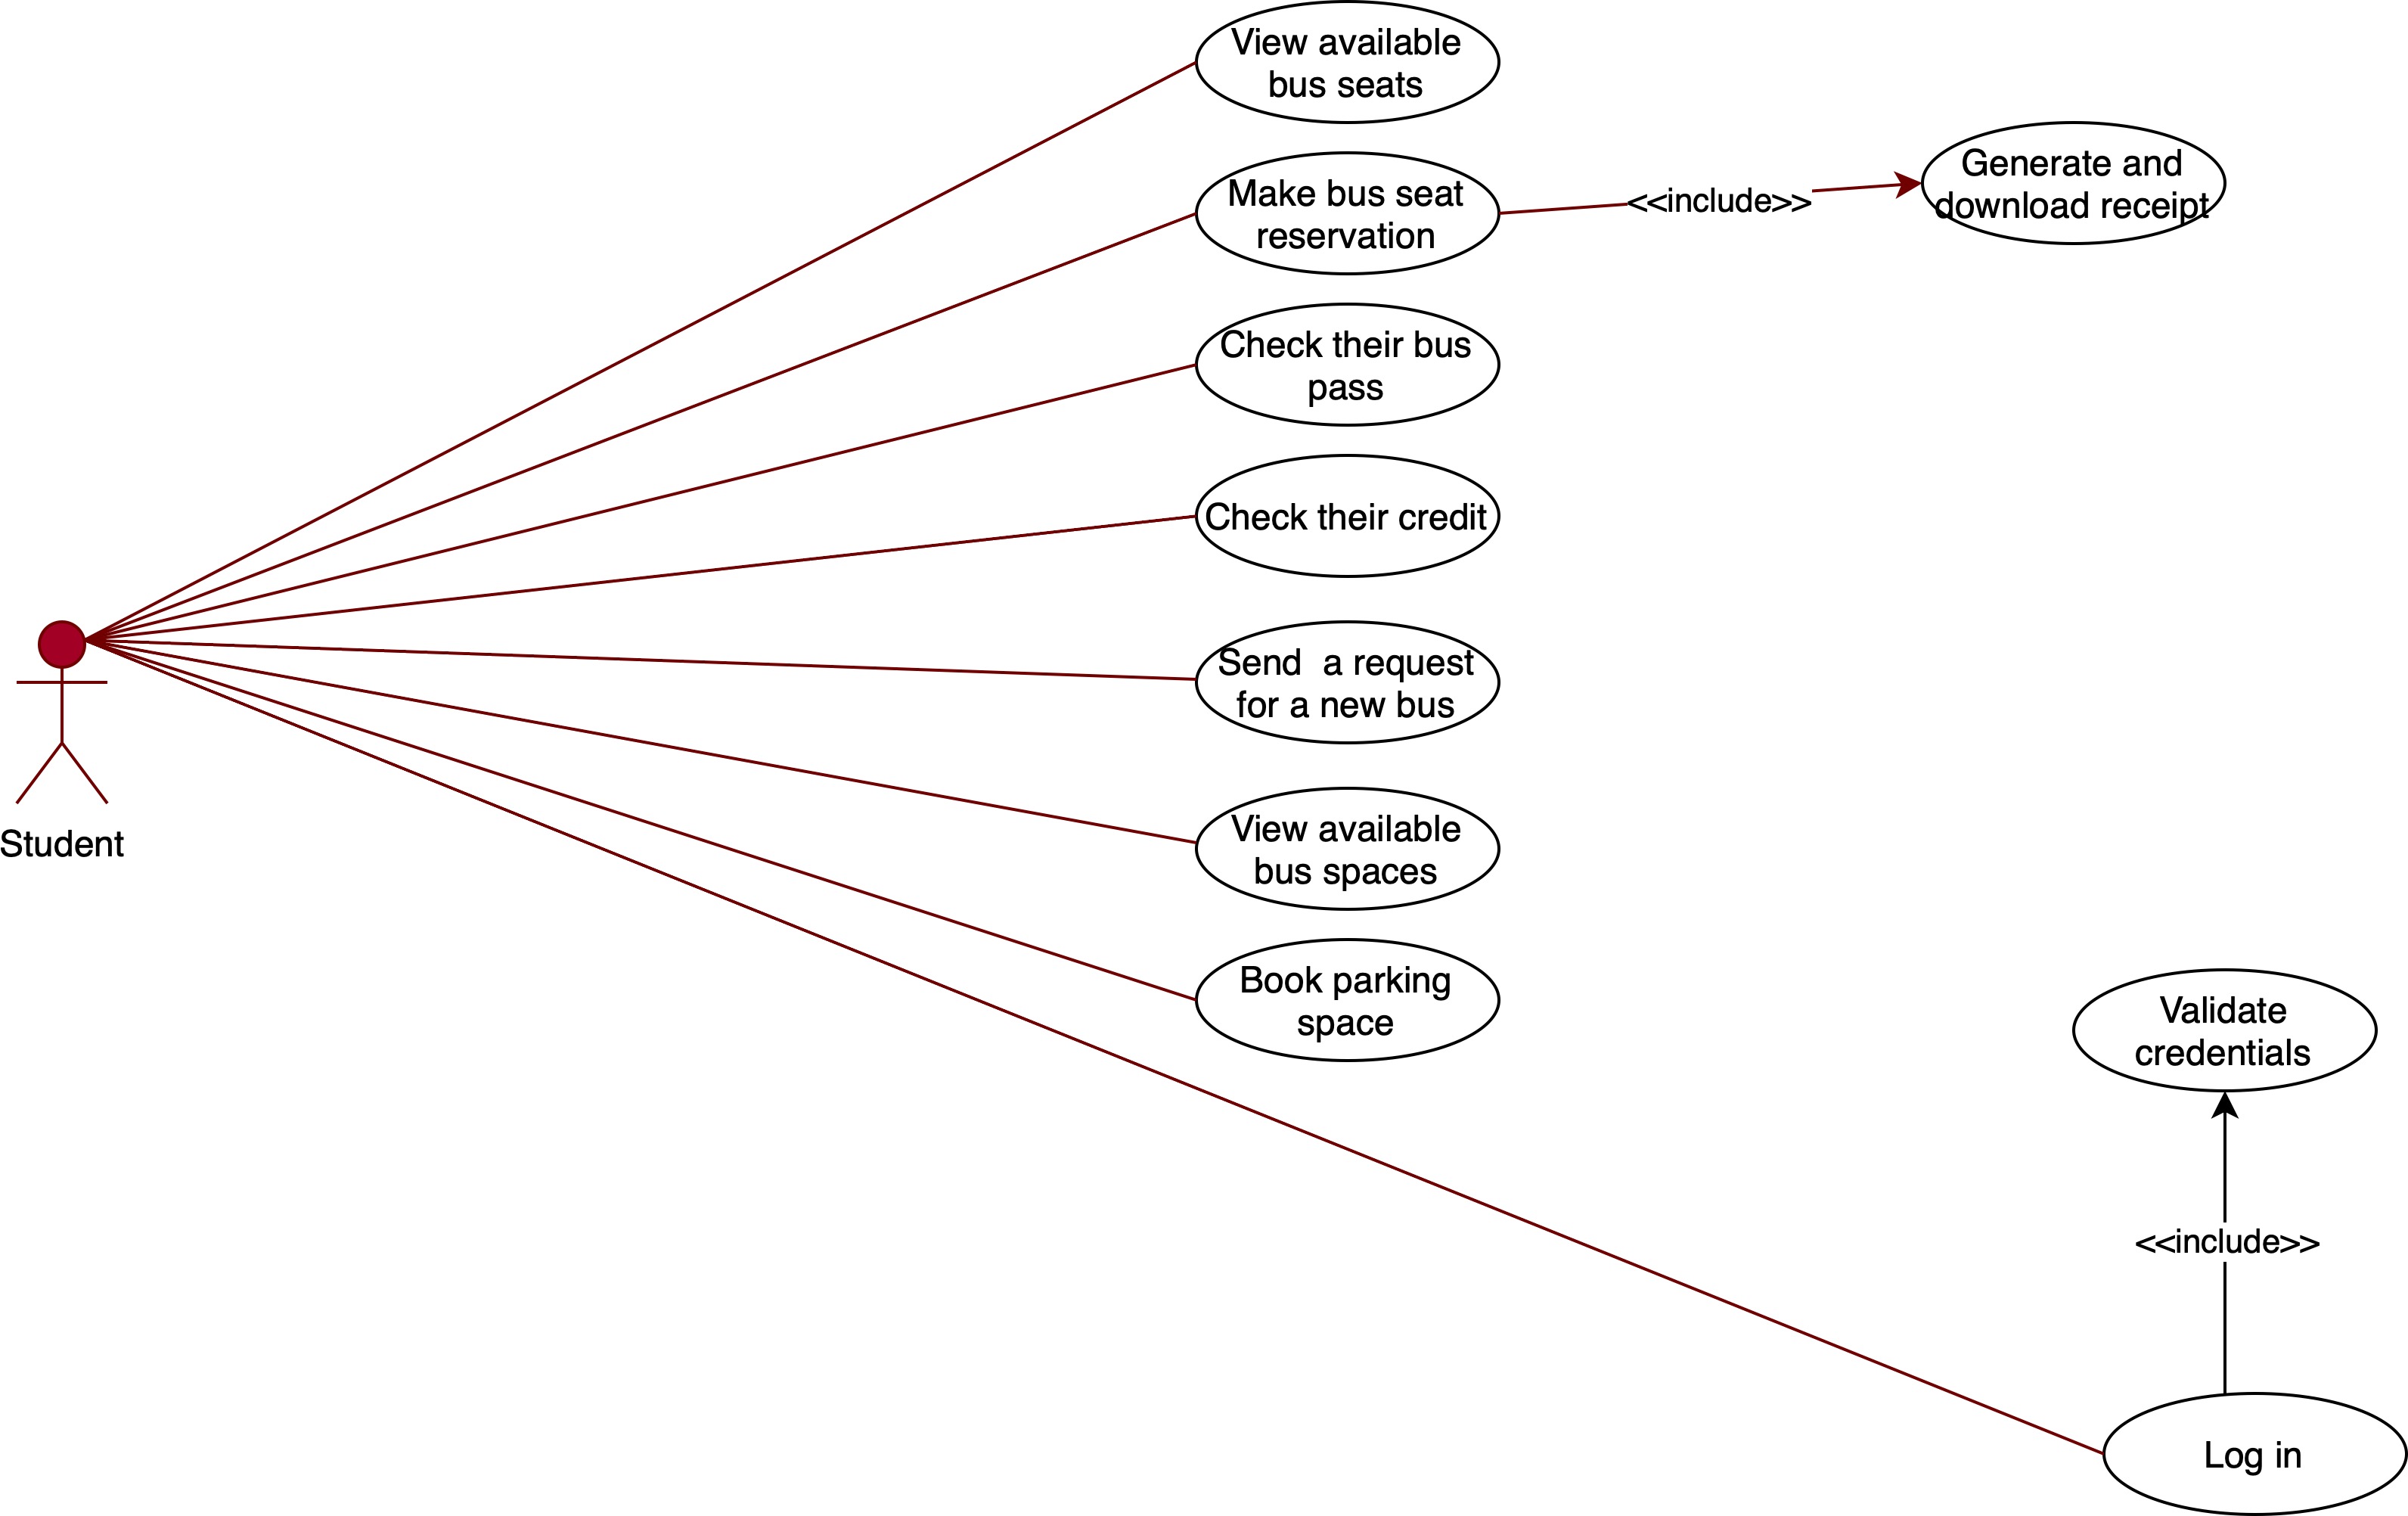 View available
bus seats
Make bus seat
reservation
<<include>>
Generate and
download receipt
Check their bus
pass
Check their credit
Send  a request
for a new bus
Student
View available
bus spaces
Book parking
space
Validate
credentials
<<include>>
Log in